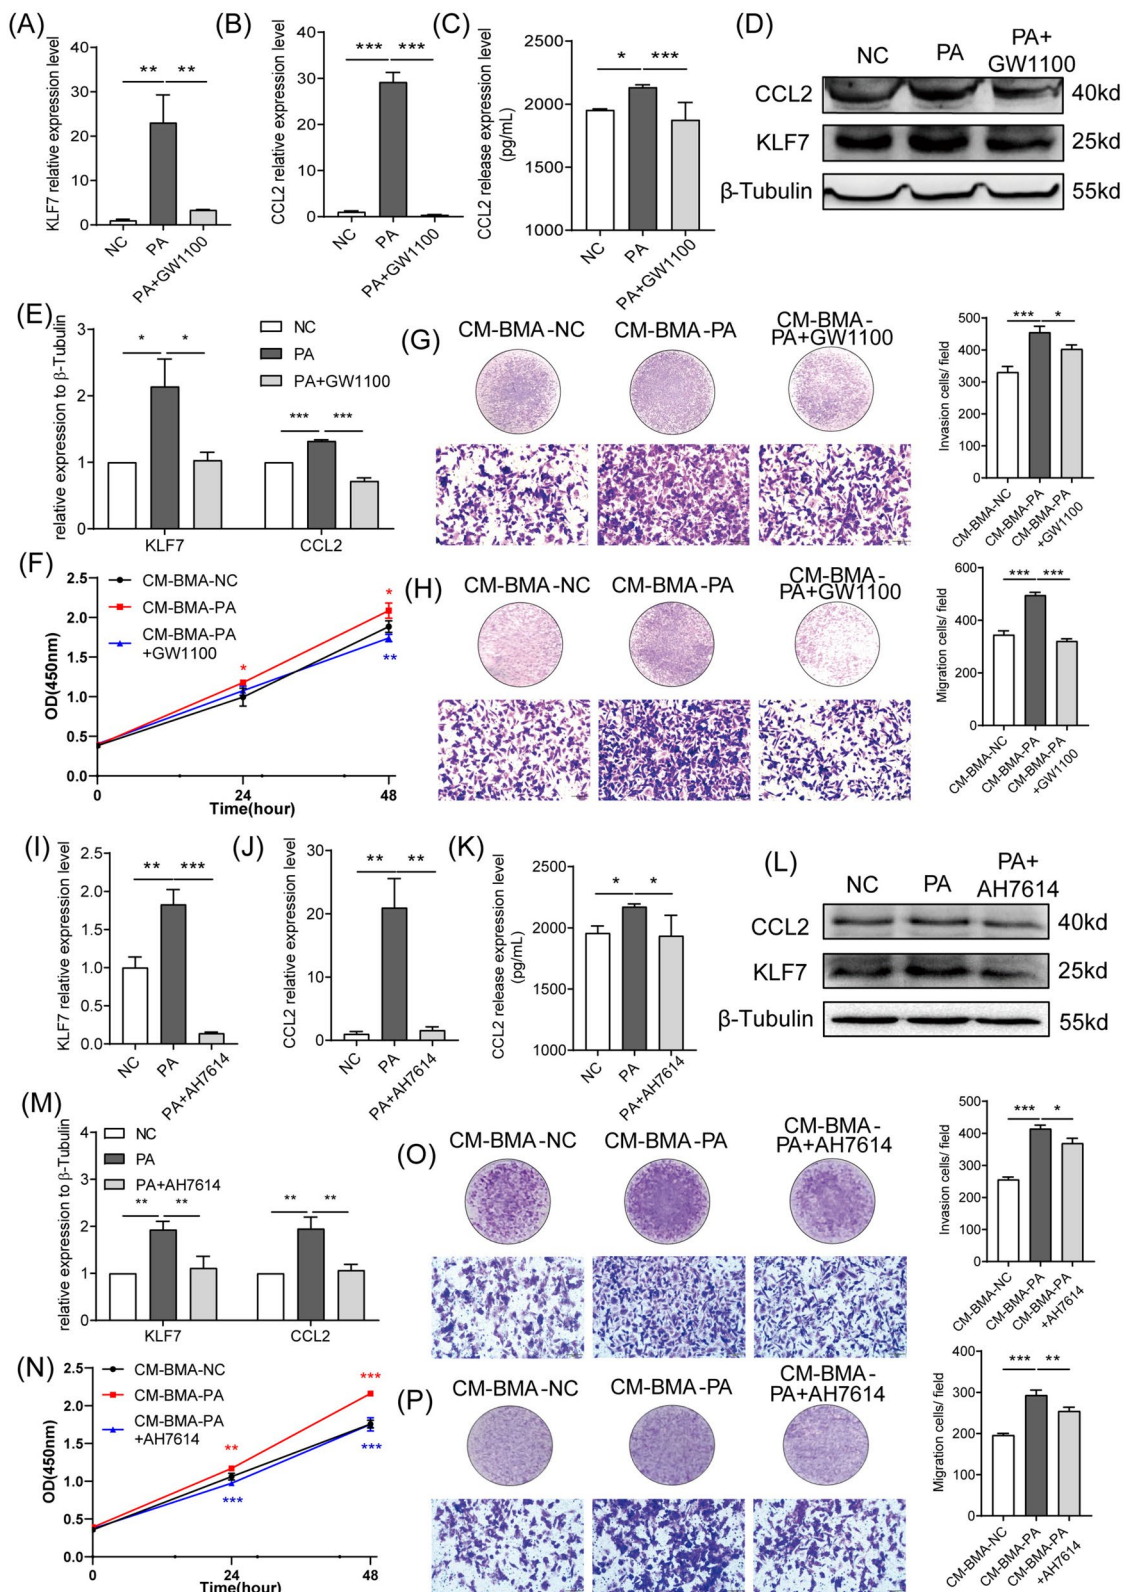 (A)
KLF7 relative expression level
40
30
20
10
0
** **
NC
PA
PA+GW1100
(B)
CCL2 relative expression level
40
30
20
10
0
*** ***
NC
PA
PA+GW1100
(C)
CCL2 release expression level
(pg/mL)
2500
2000
1500
1000
* ***
NC
PA
PA+GW1100
(D)
NC PA PA+
GW1100
CCL2 40kd
KLF7 25kd
β-Tubulin 55kd
(E)
relative expression to β-Tubulin
3
2
1
0
NC
PA
PA+GW1100
* *
*** ***
KLF7 CCL2
(F)
OD(450nm)
2.5
2.0
1.5
1.0
0.5
0.0
CM-BMA-NC
CM-BMA-PA
CM-BMA-PA
+GW1100
*
*
**
0 24 48
Time(hour)
(G)
CM-BMA-NC CM-BMA-PA CM-BMA-
PA+GW1100
Invasion cells/ field
500
400
300
200
100
0
*** *
CM-BMA-NC
CM-BMA-PA
CM-BMA-PA
+GW1100
(H)
CM-BMA-NC CM-BMA-PA CM-BMA-
PA+GW1100
Migration cells/ field
600
400
200
0
*** ***
CM-BMA-NC
CM-BMA-PA
CM-BMA-PA
+GW1100
(I)
KLF7 relative expression level
2.5
2.0
1.5
1.0
0.5
0.0
** ***
NC
PA
PA+AH7614
(J)
CCL2 relative expression level
30
20
10
0
** **
NC
PA
PA+AH7614
(K)
CCL2 release expression level
(pg/mL)
2500
2000
1500
1000
* *
NC
PA
PA+AH7614
(L)
NC PA PA+
AH7614
CCL2 40kd
KLF7 25kd
β-Tubulin 55kd
(M)
relative expression to β-Tubulin
4
3
2
1
0
NC
PA
PA+AH7614
** **
** **
KLF7 CCL2
(N)
OD(450nm)
2.5
2.0
1.5
1.0
0.5
0.0
CM-BMA-NC
CM-BMA-PA
CM-BMA-PA
+AH7614
***
**
***
***
0 24 48
Time(hour)
(O)
CM-BMA-NC CM-BMA-PA CM-BMA-
PA+AH7614
Invasion cells/ field
500
400
300
200
100
0
*** *
CM-BMA-NC
CM-BMA-PA
CM-BMA-PA
+AH7614
(P)
CM-BMA-NC CM-BMA-PA CM-BMA-
PA+AH7614
Migration cells/ field
400
300
200
100
0
*** **
CM-BMA-NC
CM-BMA-PA
CM-BMA-PA
+AH7614